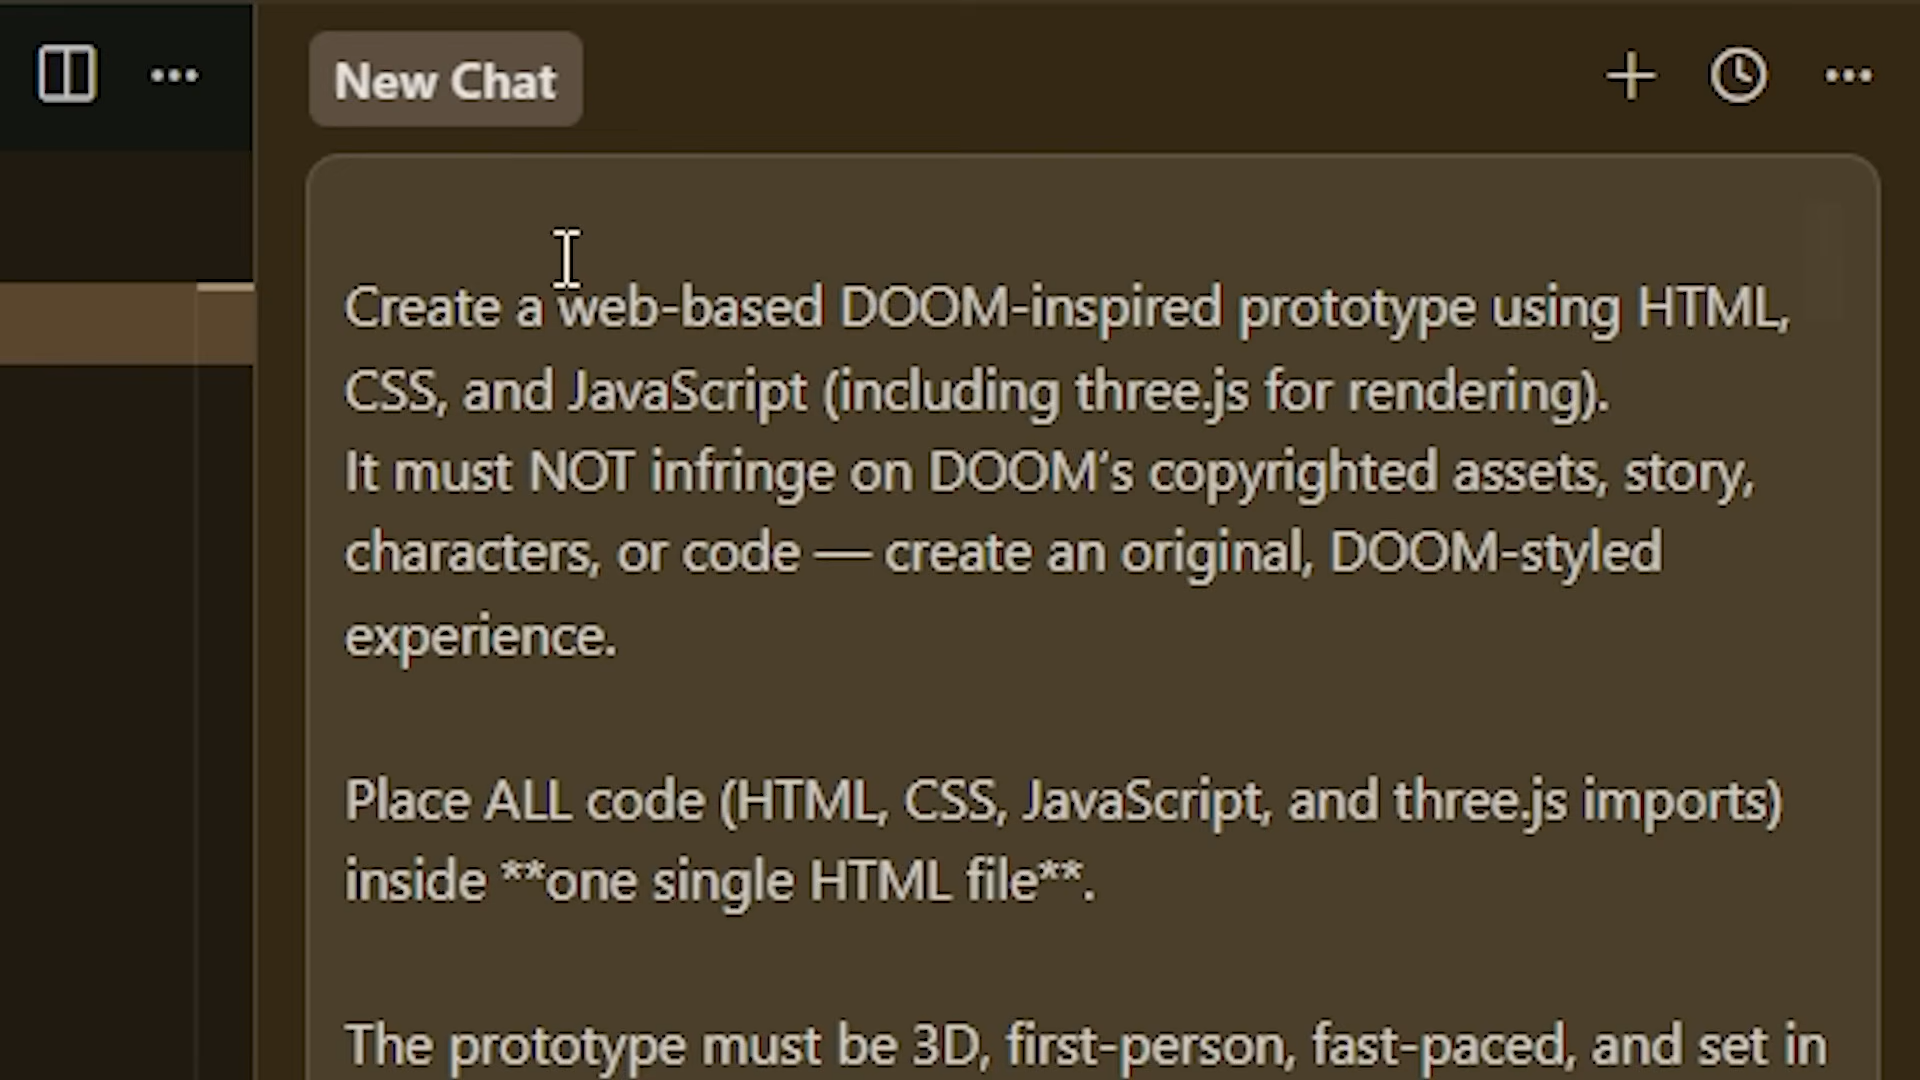 New Chat
Create a web-based DOOM-inspired prototype using HTML,
CSS, and JavaScript (including three.js for rendering).
It must NOT infringe on DOOM's copyrighted assets, story,
characters, or code — create an original, DOOM-styled
experience.
Place ALL code (HTML, CSS, JavaScript, and three.js imports)
inside **one single HTML file**.
The prototype must be 3D, first-person, fast-paced, and set in